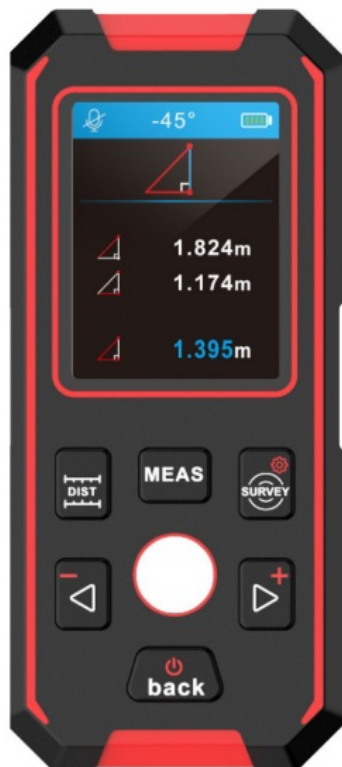 -45°
1.824m
1.174m
1.395m
MEAS
DIST
SURVEY
− +
back